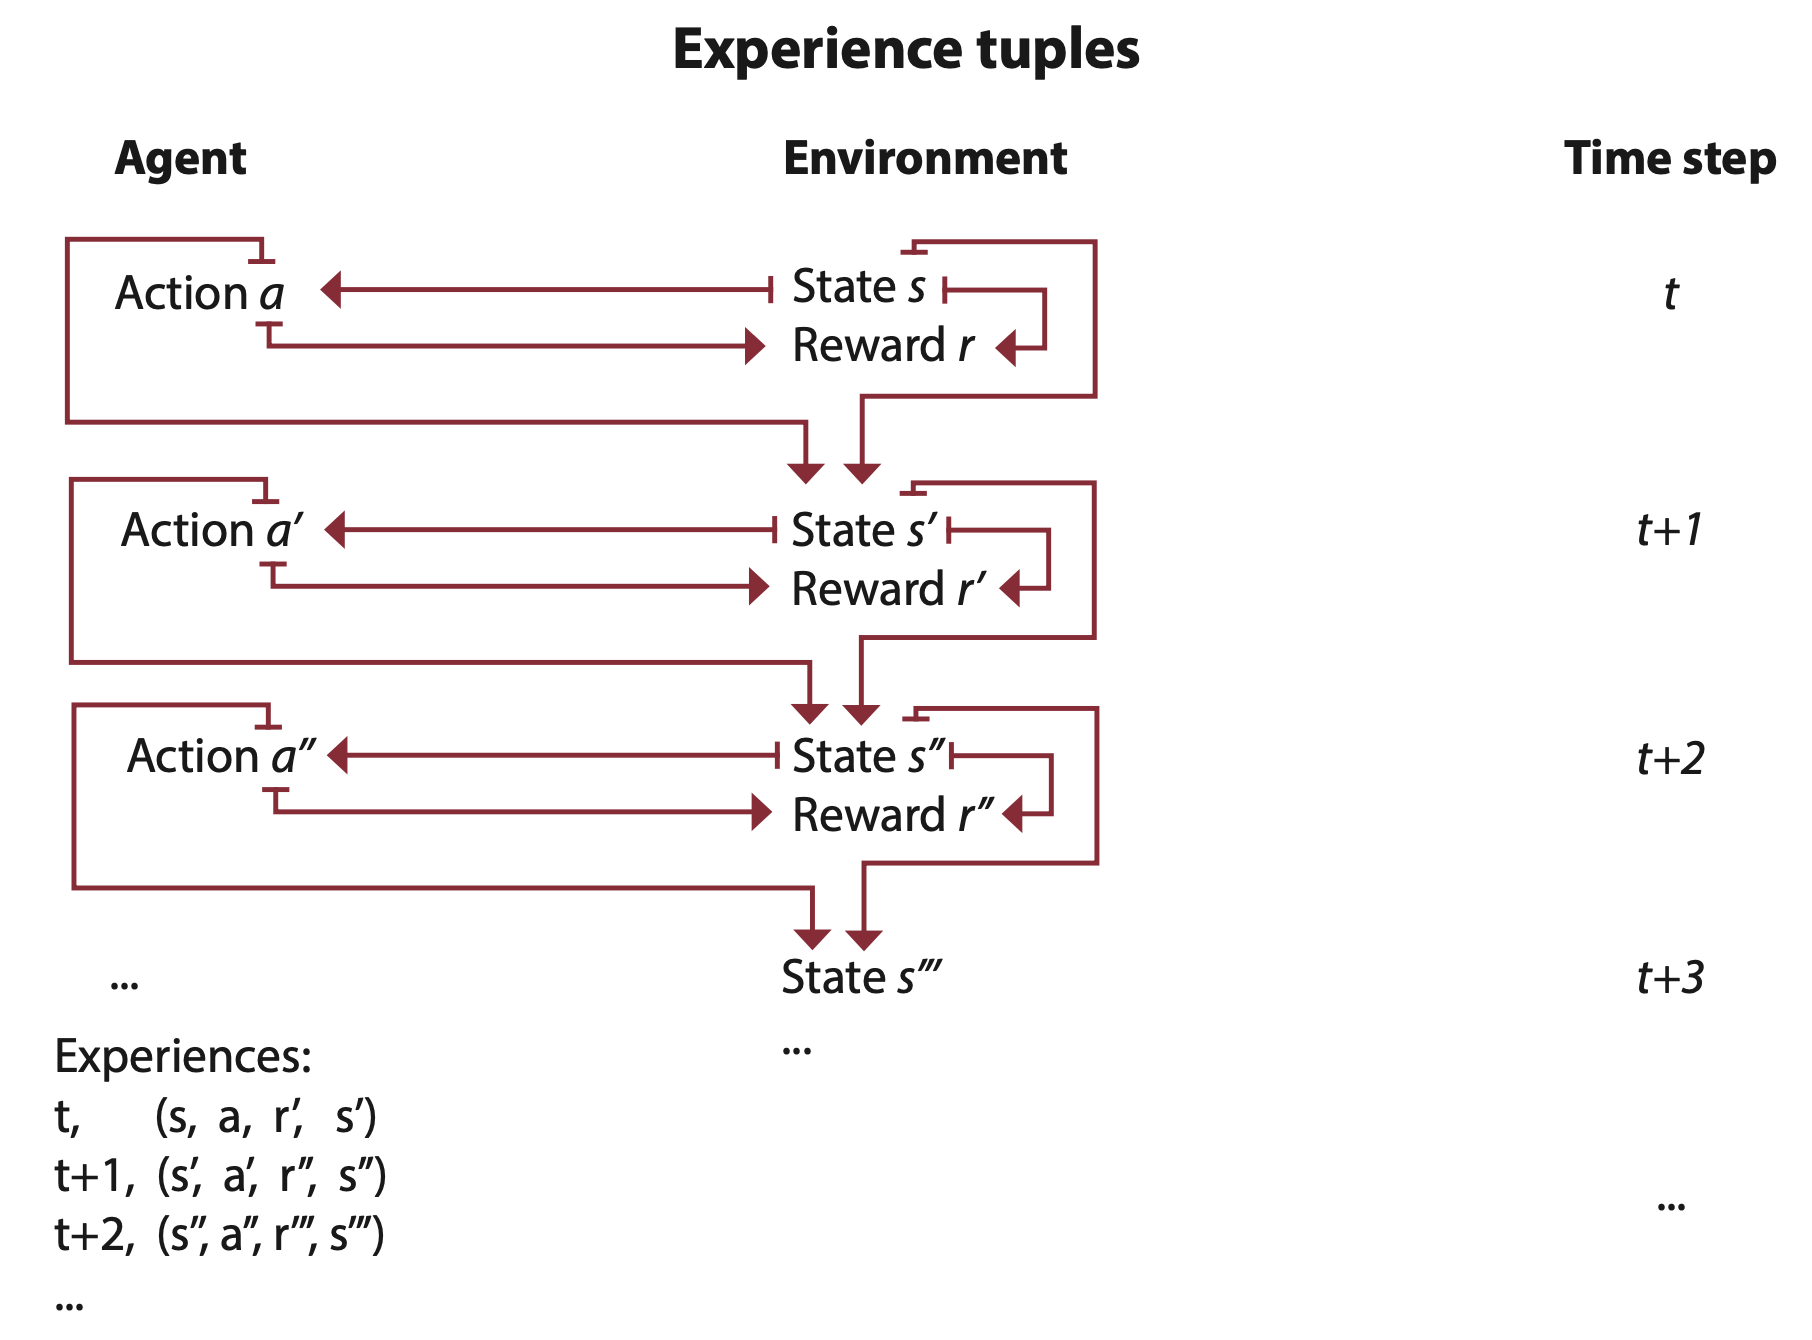 Experience tuples
Agent Environment Time step
Action a State s t
Reward r
Action a′ State s′ t+1
Reward r′
Action a″ State s″ t+2
Reward r″
... State s‴ t+3
...
Experiences:
t, (s, a, r′, s′)
t+1, (s′, a′, r″, s″)
...
t+2, (s″, a″, r‴, s‴)
...